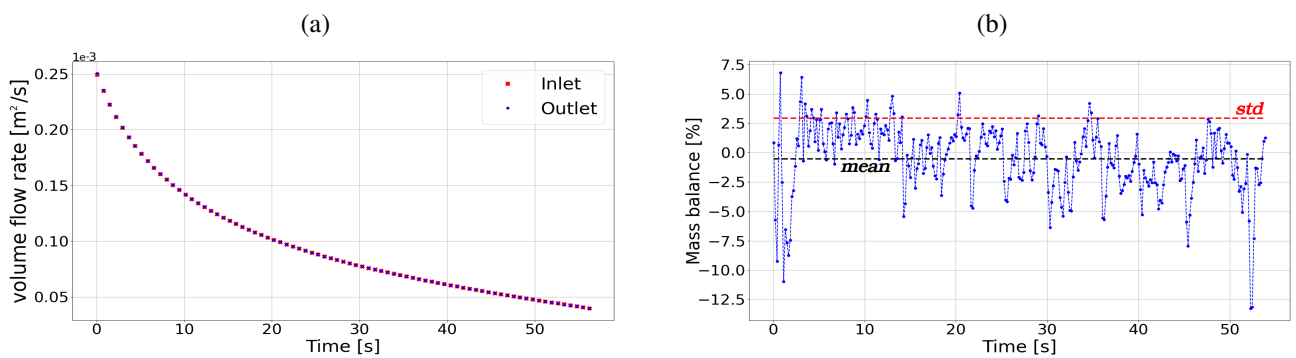 (a)
1e-3
volume flow rate [m²/s]
0.25
0.20
0.15
0.10
0.05
Inlet
Outlet
0
10
20
30
40
50
Time [s]
(b)
Mass balance [%]
7.5
5.0
2.5
0.0
−2.5
−5.0
−7.5
−10.0
−12.5
std
mean
0
10
20
30
40
50
Time [s]